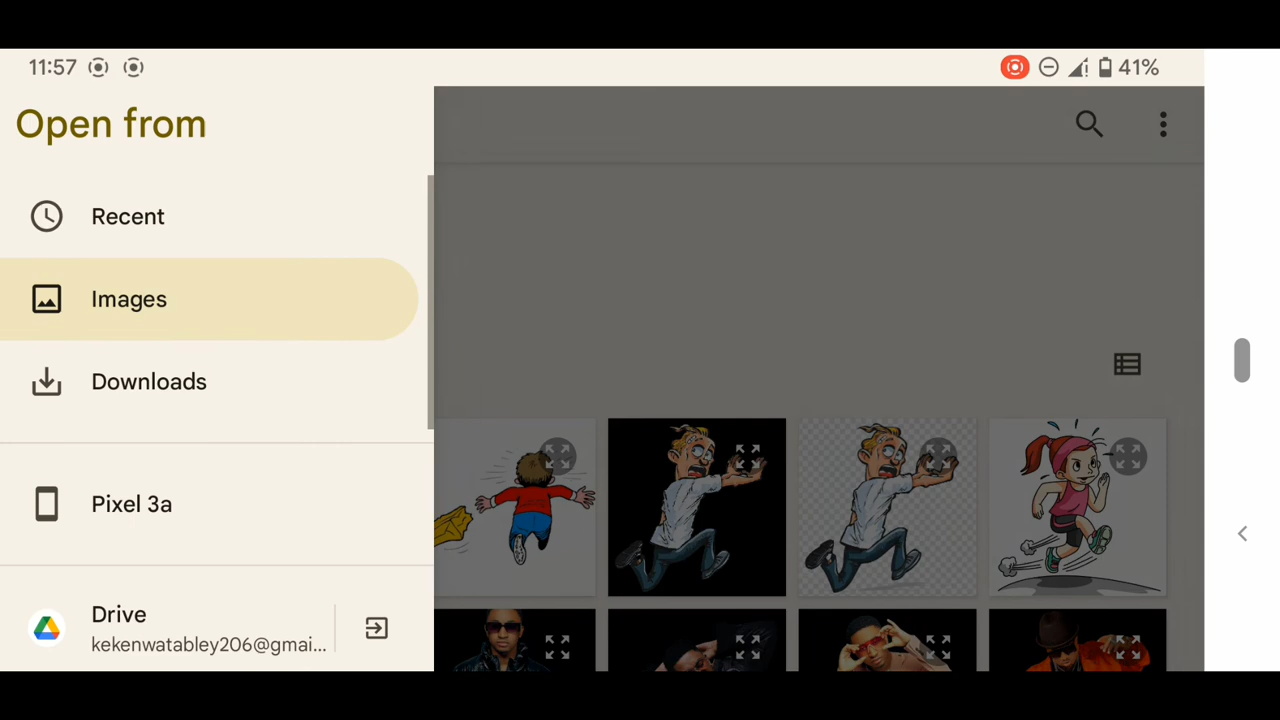 11:57
41%
Open from
Recent
Images
Downloads
Pixel 3a
Drive
kekenwatabley206@gmai...